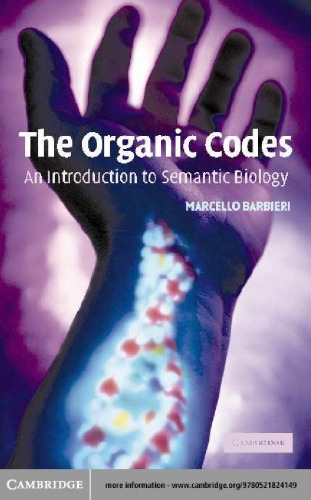 The Organic Codes
An Introduction to Semantic Biology
MARCELLO BARBIERI
CAMBRIDGE
CAMBRIDGE more information - www.cambridge.org/9780521824149